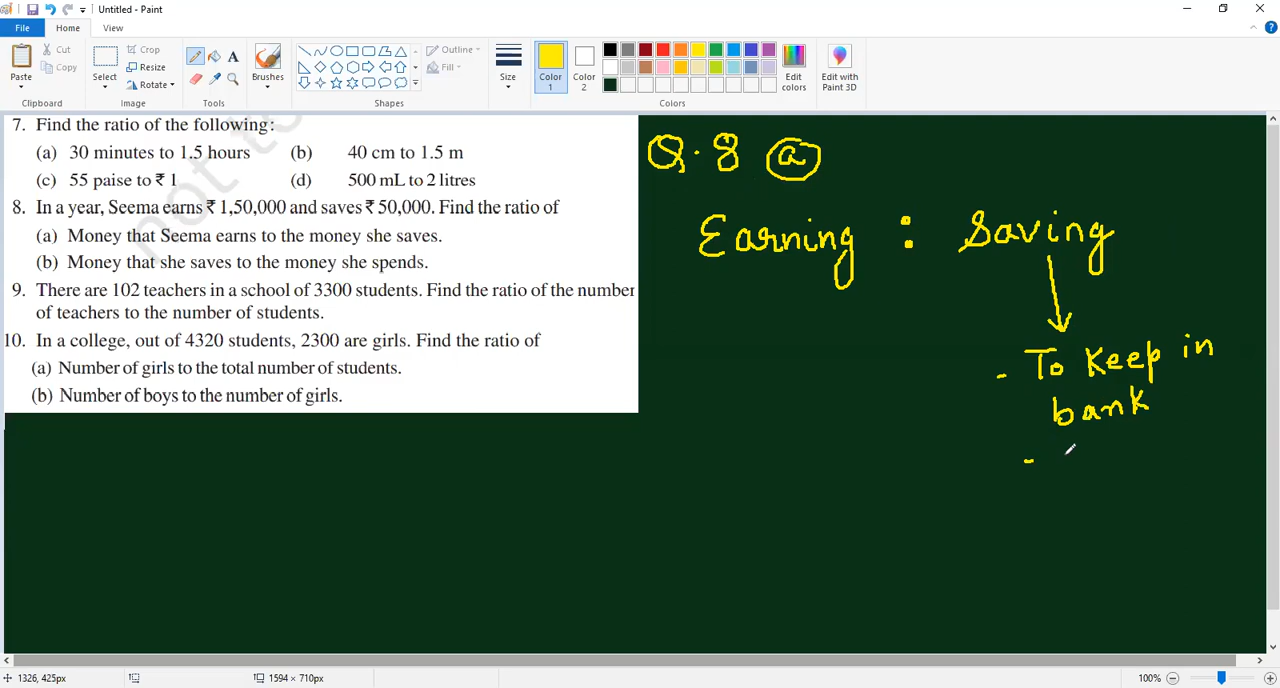 Untitled - Paint
File Home View
Paste Cut Copy Clipboard
Select Crop Resize Rotate Image
Tools
Brushes
Shapes Outline Fill
Size
Color 1 Color 2 Colors
Edit colors
Edit with Paint 3D
not to
7. Find the ratio of the following:
(a) 30 minutes to 1.5 hours (b) 40 cm to 1.5 m
(c) 55 paise to ₹ 1 (d) 500 mL to 2 litres
8. In a year, Seema earns ₹ 1,50,000 and saves ₹ 50,000. Find the ratio of
(a) Money that Seema earns to the money she saves.
(b) Money that she saves to the money she spends.
9. There are 102 teachers in a school of 3300 students. Find the ratio of the number
of teachers to the number of students.
10. In a college, out of 4320 students, 2300 are girls. Find the ratio of
(a) Number of girls to the total number of students.
(b) Number of boys to the number of girls.
Q. 8 a
Earning : Saving
- To Keep in
bank
-
1326, 425px 1594 × 710px 100%